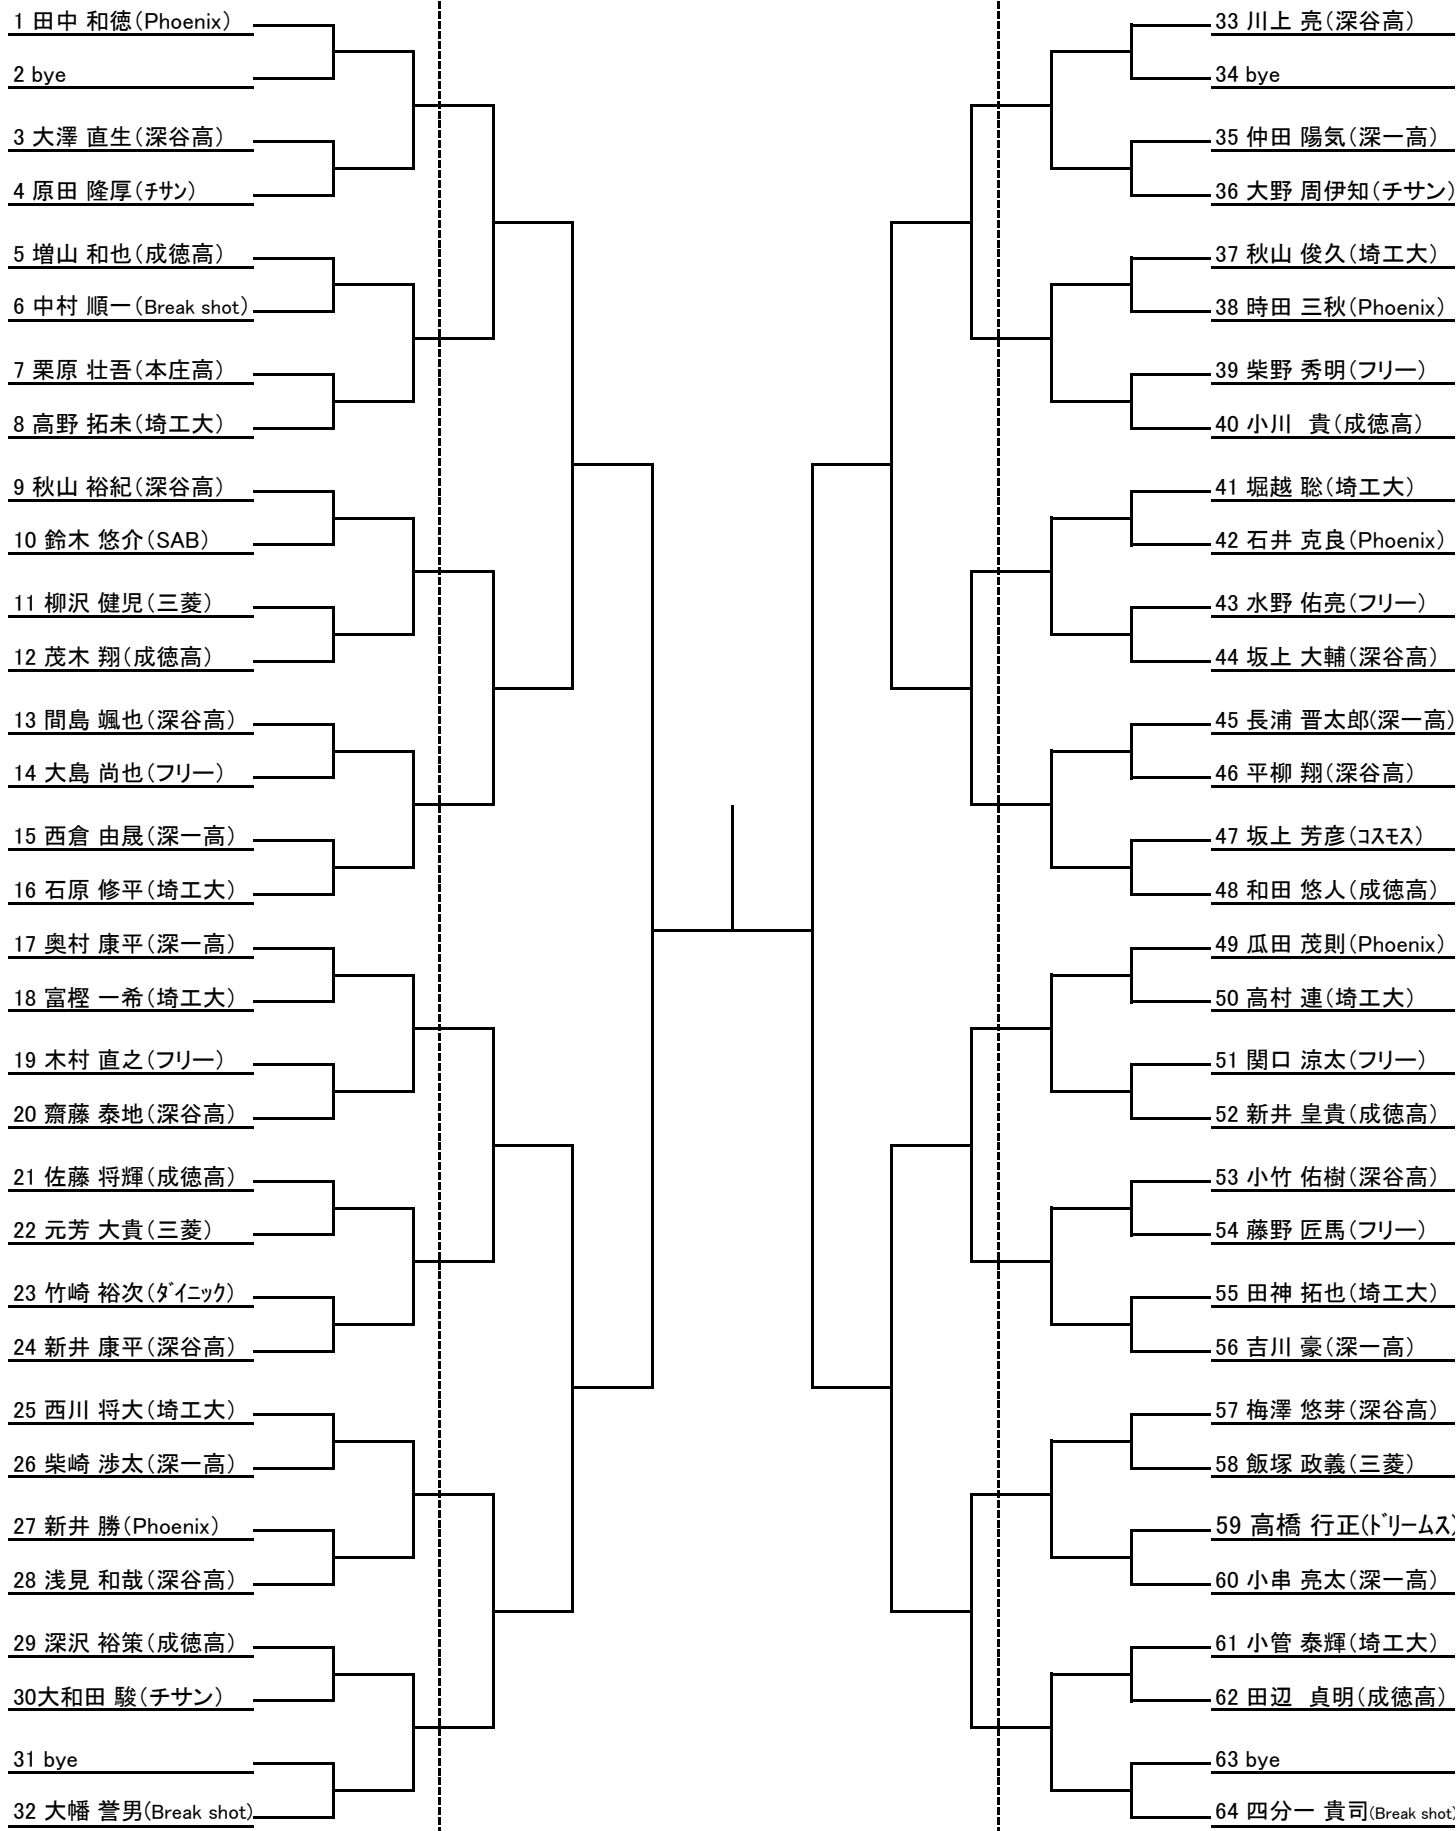 1 田中 和徳(Phoenix)
2 bye
3 大澤 直生(深谷高)
4 原田 隆厚(ﾁｻﾝ)
5 増山 和也(成徳高)
6 中村 順一(Break shot)
7 栗原 壮吾(本庄高)
8 高野 拓未(埼工大)
9 秋山 裕紀(深谷高)
10 鈴木 悠介(SAB)
11 柳沢 健児(三菱)
12 茂木 翔(成徳高)
13 間島 颯也(深谷高)
14 大島 尚也(フリー)
15 西倉 由晟(深一高)
16 石原 修平(埼工大)
17 奥村 康平(深一高)
18 富樫 一希(埼工大)
19 木村 直之(フリー)
20 齋藤 泰地(深谷高)
21 佐藤 将輝(成徳高)
22 元芳 大貴(三菱)
23 竹崎 裕次(ﾀﾞｲﾆｯｸ)
24 新井 康平(深谷高)
25 西川 将大(埼工大)
26 柴崎 渉太(深一高)
27 新井 勝(Phoenix)
28 浅見 和哉(深谷高)
29 深沢 裕策(成徳高)
30大和田 駿(チサン)
31 bye
32 大幡 誉男(Break shot)
33 川上 亮(深谷高)
34 bye
35 仲田 陽気(深一高)
36 大野 周伊知(チサン)
37 秋山 俊久(埼工大)
38 時田 三秋(Phoenix)
39 柴野 秀明(フリー)
40 小川　貴(成徳高)
41 堀越 聡(埼工大)
42 石井 克良(Phoenix)
43 水野 佑亮(フリー)
44 坂上 大輔(深谷高)
45 長浦 晋太郎(深一高)
46 平柳 翔(深谷高)
47 坂上 芳彦(ｺｽﾓｽ)
48 和田 悠人(成徳高)
49 瓜田 茂則(Phoenix)
50 高村 連(埼工大)
51 関口 涼太(フリー)
52 新井 皇貴(成徳高)
53 小竹 佑樹(深谷高)
54 藤野 匠馬(フリー)
55 田神 拓也(埼工大)
56 吉川 豪(深一高)
57 梅澤 悠芽(深谷高)
58 飯塚 政義(三菱)
59 高橋 行正(ﾄﾞﾘｰﾑｽ)
60 小串 亮太(深一高)
61 小管 泰輝(埼工大)
62 田辺　貞明(成徳高)
63 bye
64 四分一 貴司(Break shot)